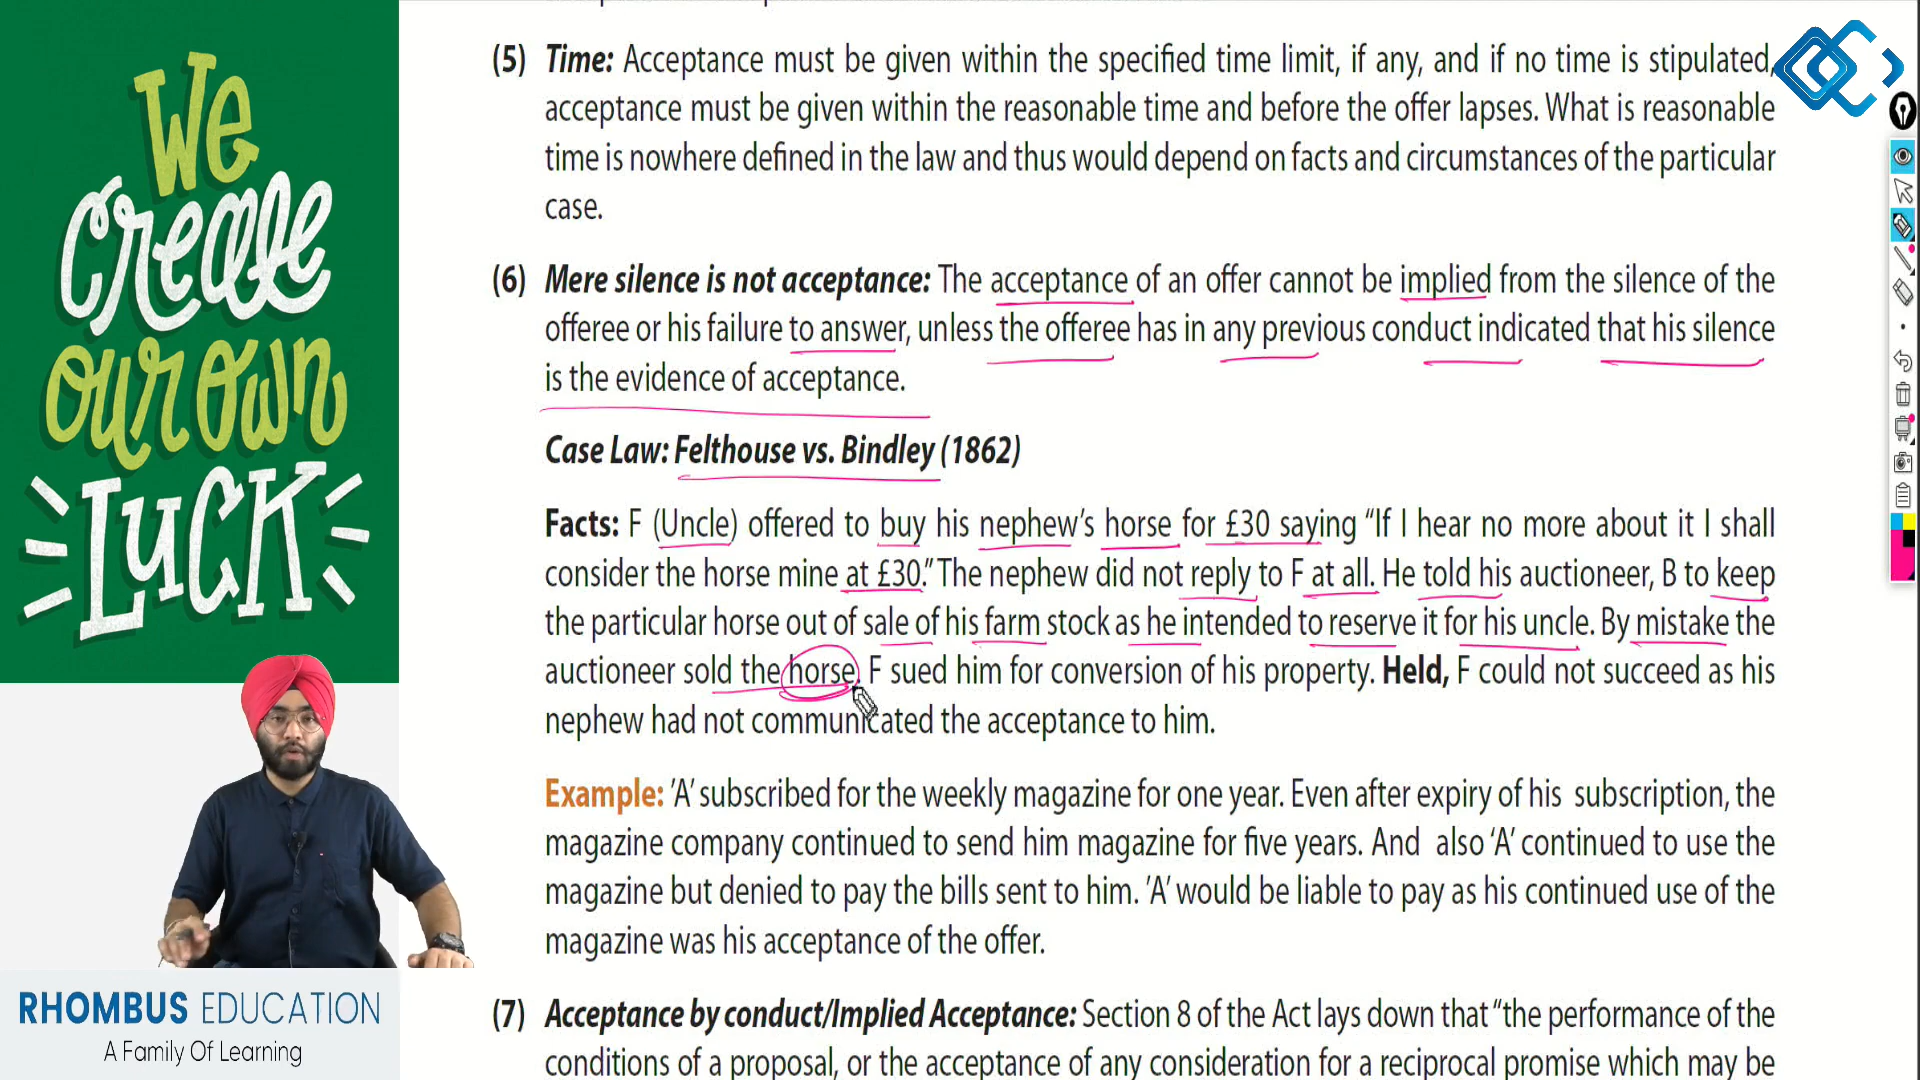 We
create
our own
LUCK
RHOMBUS EDUCATION
A Family Of Learning
(5) Time: Acceptance must be given within the specified time limit, if any, and if no time is stipulated,
acceptance must be given within the reasonable time and before the offer lapses. What is reasonable
time is nowhere defined in the law and thus would depend on facts and circumstances of the particular
case.
(6) Mere silence is not acceptance: The acceptance of an offer cannot be implied from the silence of the
offeree or his failure to answer, unless the offeree has in any previous conduct indicated that his silence
is the evidence of acceptance.
Case Law: Felthouse vs. Bindley (1862)
Facts: F (Uncle) offered to buy his nephew's horse for £30 saying “If I hear no more about it I shall
consider the horse mine at £30.” The nephew did not reply to F at all. He told his auctioneer, B to keep
the particular horse out of sale of his farm stock as he intended to reserve it for his uncle. By mistake the
auctioneer sold the horse. F sued him for conversion of his property. Held, F could not succeed as his
nephew had not communicated the acceptance to him.
Example: ’A’ subscribed for the weekly magazine for one year. Even after expiry of his subscription, the
magazine company continued to send him magazine for five years. And also ‘A’ continued to use the
magazine but denied to pay the bills sent to him. ’A’ would be liable to pay as his continued use of the
magazine was his acceptance of the offer.
(7) Acceptance by conduct/Implied Acceptance: Section 8 of the Act lays down that “the performance of the
conditions of a proposal, or the acceptance of any consideration for a reciprocal promise which may be